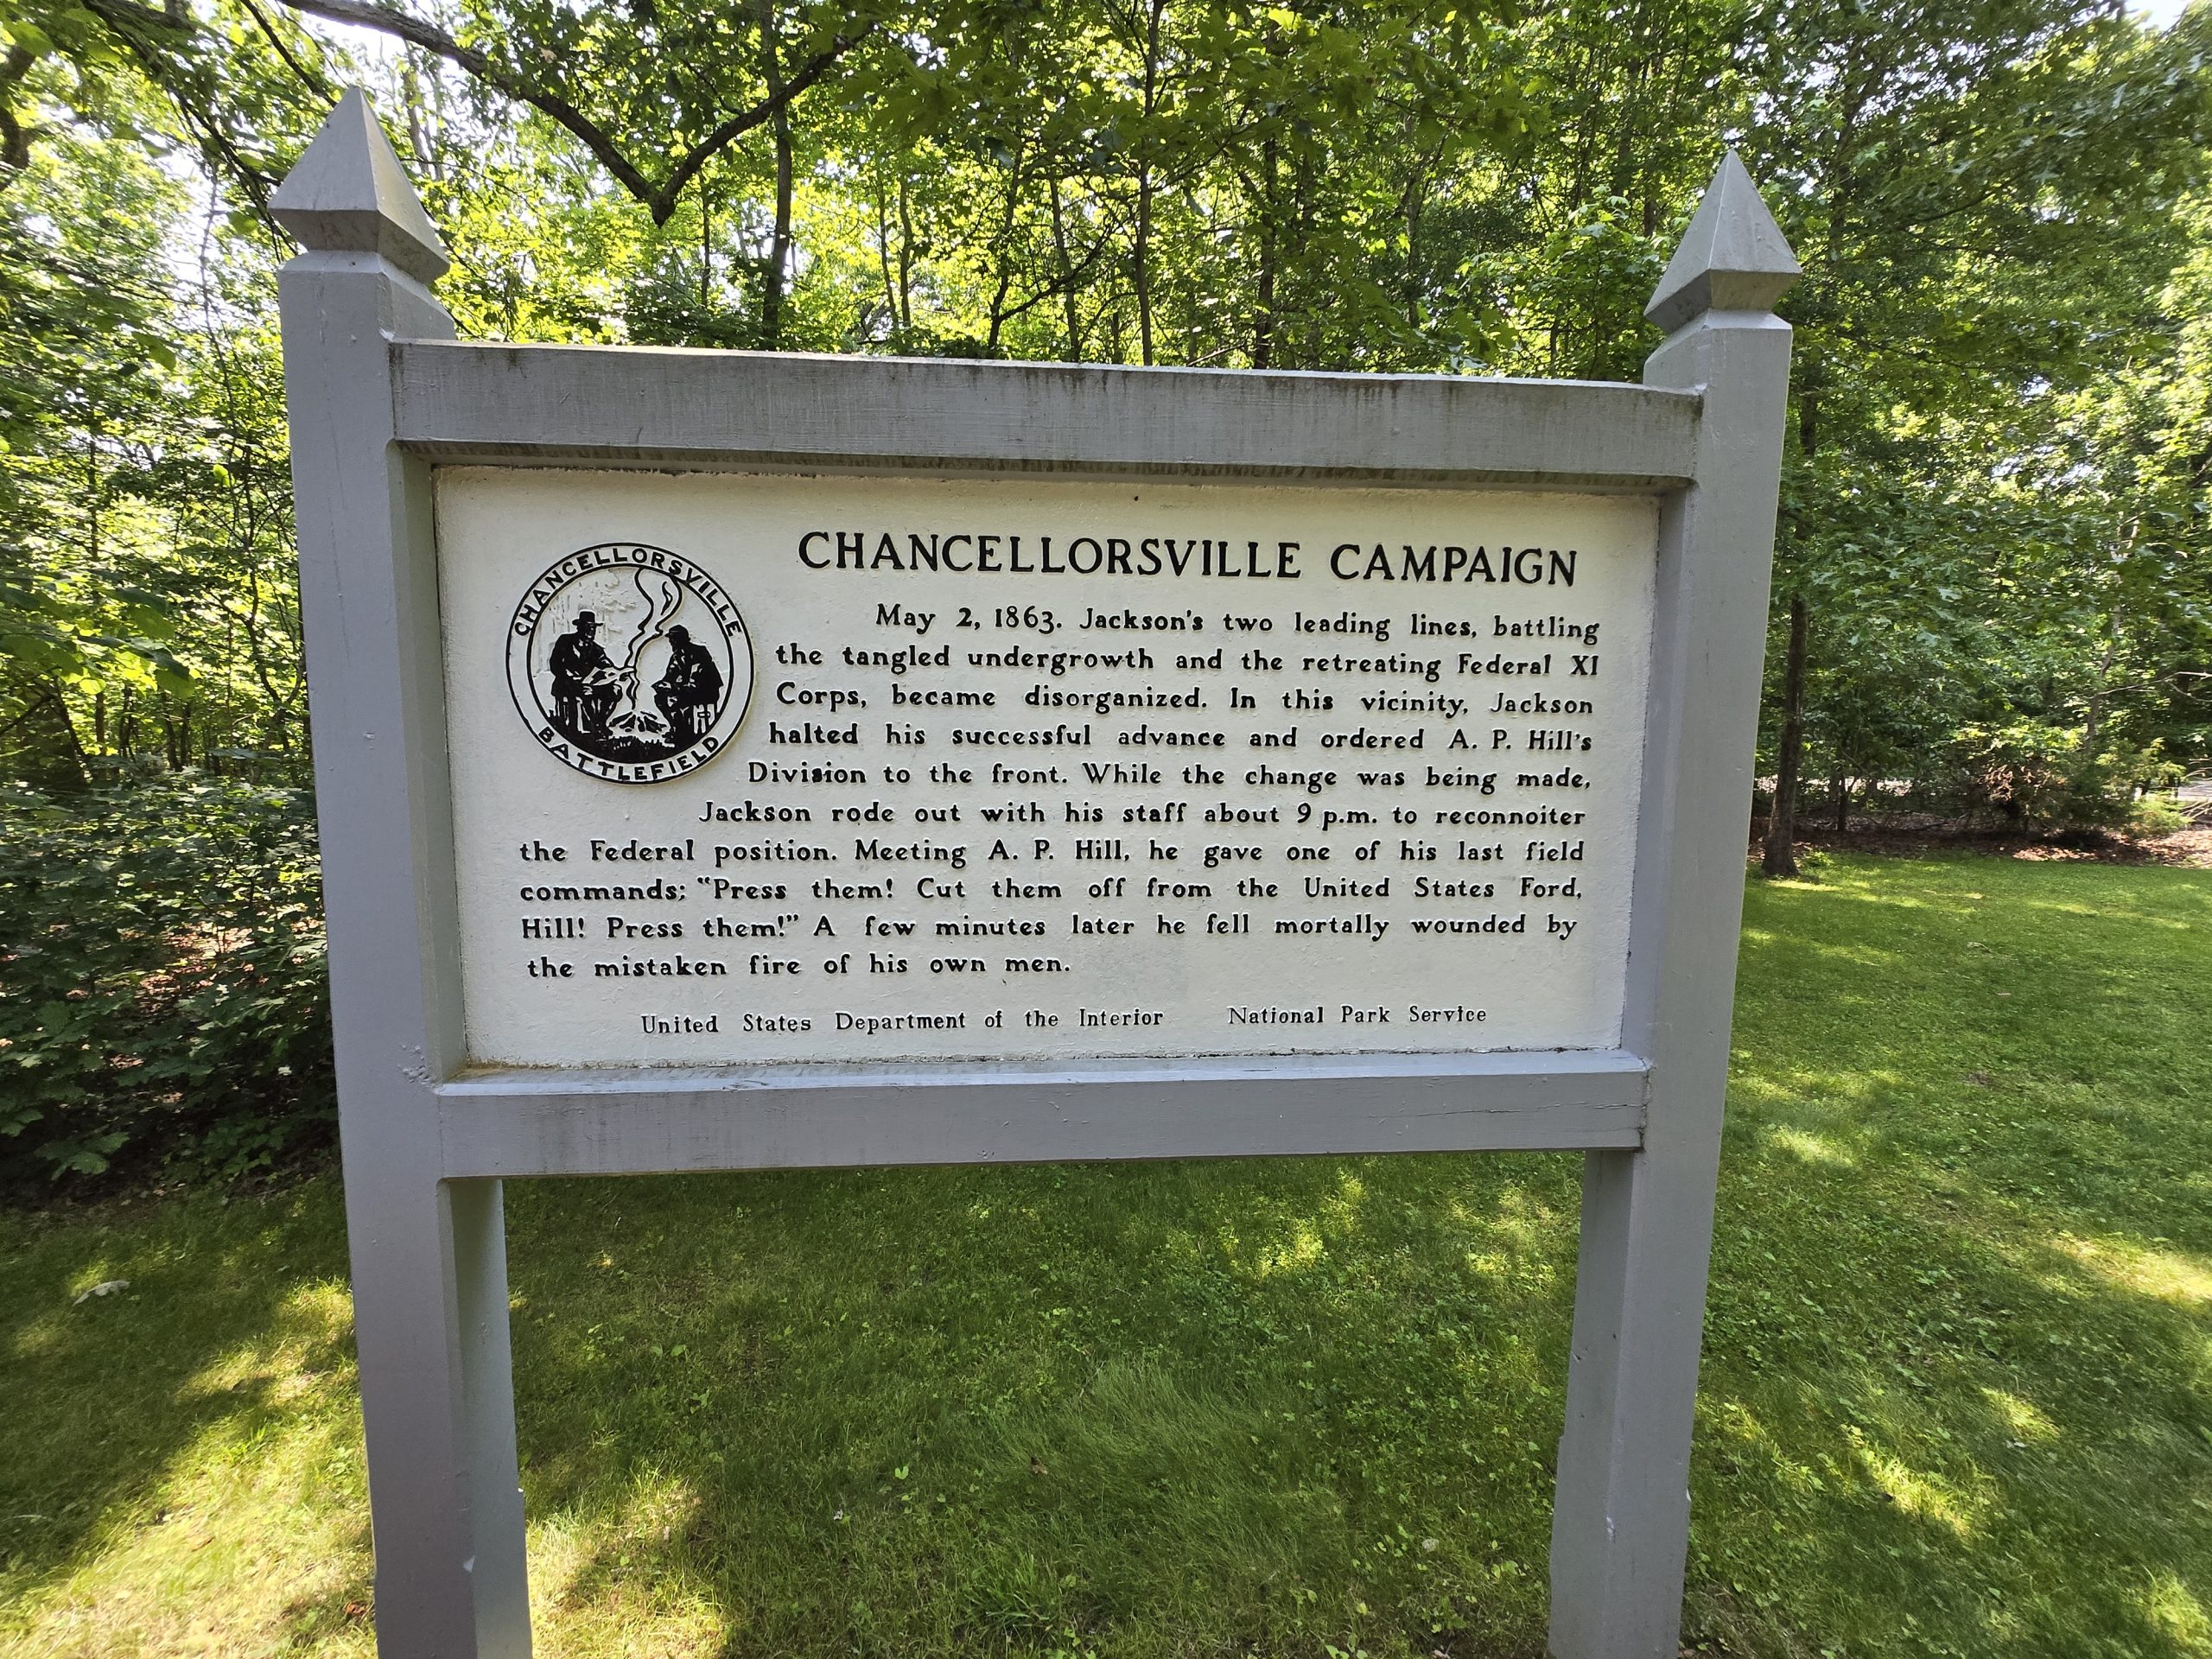 CHANCELLORSVILLE
BATTLEFIELD
CHANCELLORSVILLE CAMPAIGN
May 2, 1863. Jackson's two leading lines, battling
the tangled undergrowth and the retreating Federal XI
Corps, became disorganized. In this vicinity, Jackson
halted his successful advance and ordered A. P. Hill's
Division to the front. While the change was being made,
Jackson rode out with his staff about 9 p.m. to reconnoiter
the Federal position. Meeting A. P. Hill, he gave one of his last field
commands; "Press them! Cut them off from the United States Ford,
Hill! Press them!" A few minutes later he fell mortally wounded by
the mistaken fire of his own men.
United States Department of the Interior National Park Service